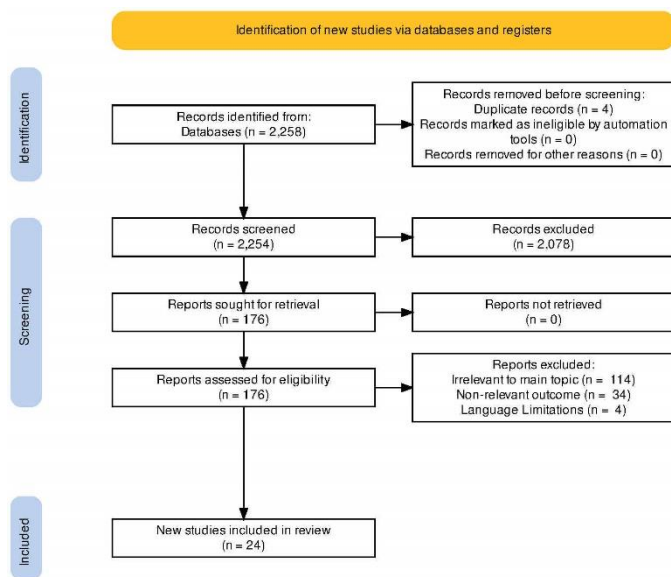 Identification of new studies via databases and registers
Identification
Records identified from:
Databases (n = 2,258)
Records removed before screening:
Duplicate records (n = 4)
Records marked as ineligible by automation
tools (n = 0)
Records removed for other reasons (n = 0)
Screening
Records screened
(n = 2,254)
Records excluded
(n = 2,078)
Reports sought for retrieval
(n = 176)
Reports not retrieved
(n = 0)
Reports assessed for eligibility
(n = 176)
Reports excluded:
Irrelevant to main topic (n = 114)
Non-relevant outcome (n = 34)
Language Limitations (n = 4)
Included
New studies included in review
(n = 24)